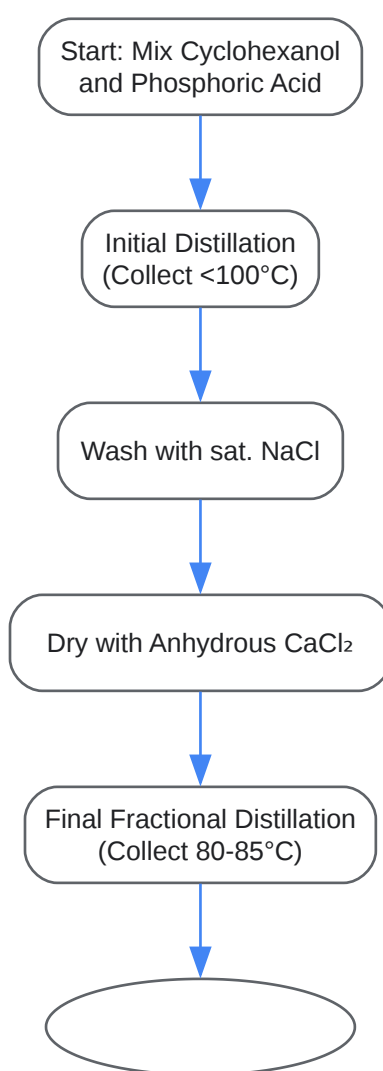 Start: Mix Cyclohexanol
and Phosphoric Acid
Initial Distillation
(Collect <100°C)
Wash with sat. NaCl
Dry with Anhydrous CaCl₂
Final Fractional Distillation
(Collect 80-85°C)